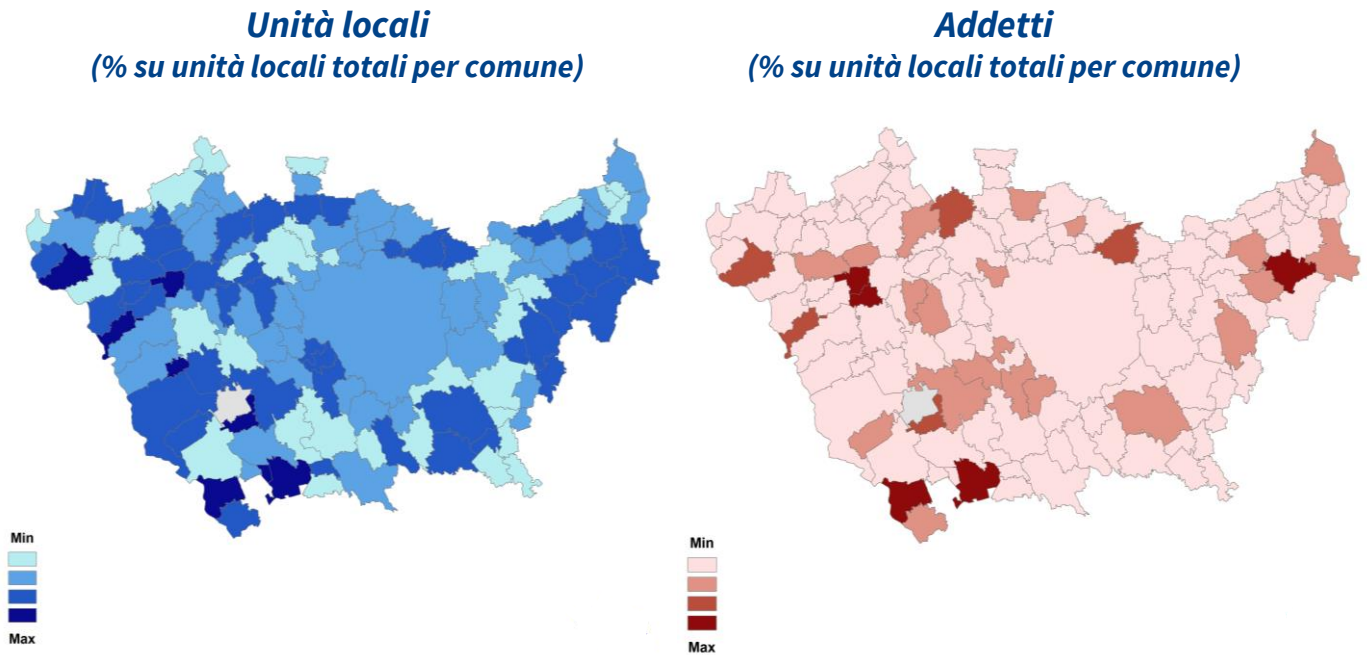 Unità locali
(% su unità locali totali per comune)
Addetti
(% su unità locali totali per comune)
Min
Max
Min
Max